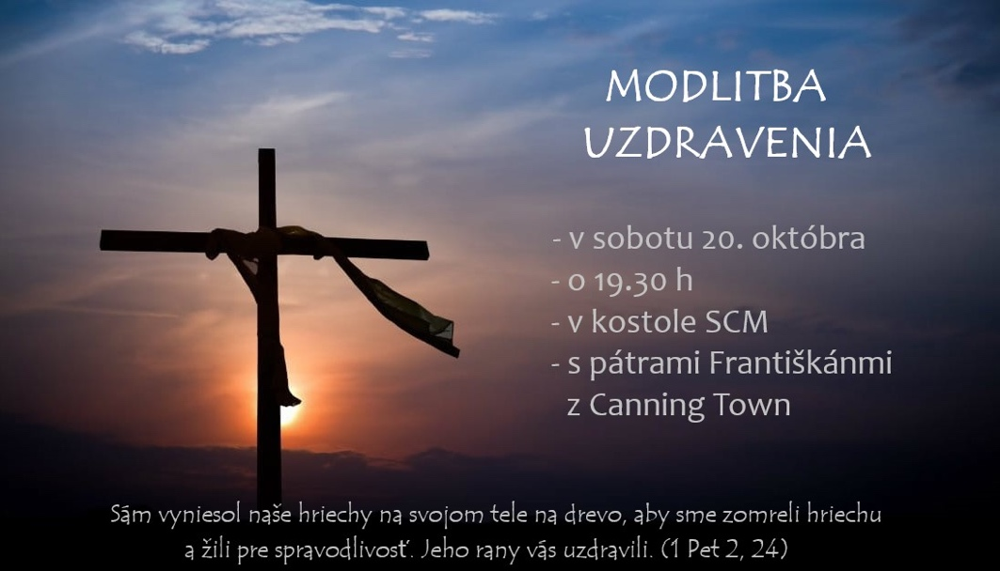 MODLITBA
UZDRAVENIA
- v sobotu 20. októbra
- o 19.30 h
- v kostole SCM
- s pátrami Františkánmi
z Canning Town
Sám vyniesol naše hriechy na svojom tele na drevo, aby sme zomreli hriechu
a žili pre spravodlivosť. Jeho rany vás uzdravili. (1 Pet 2, 24)